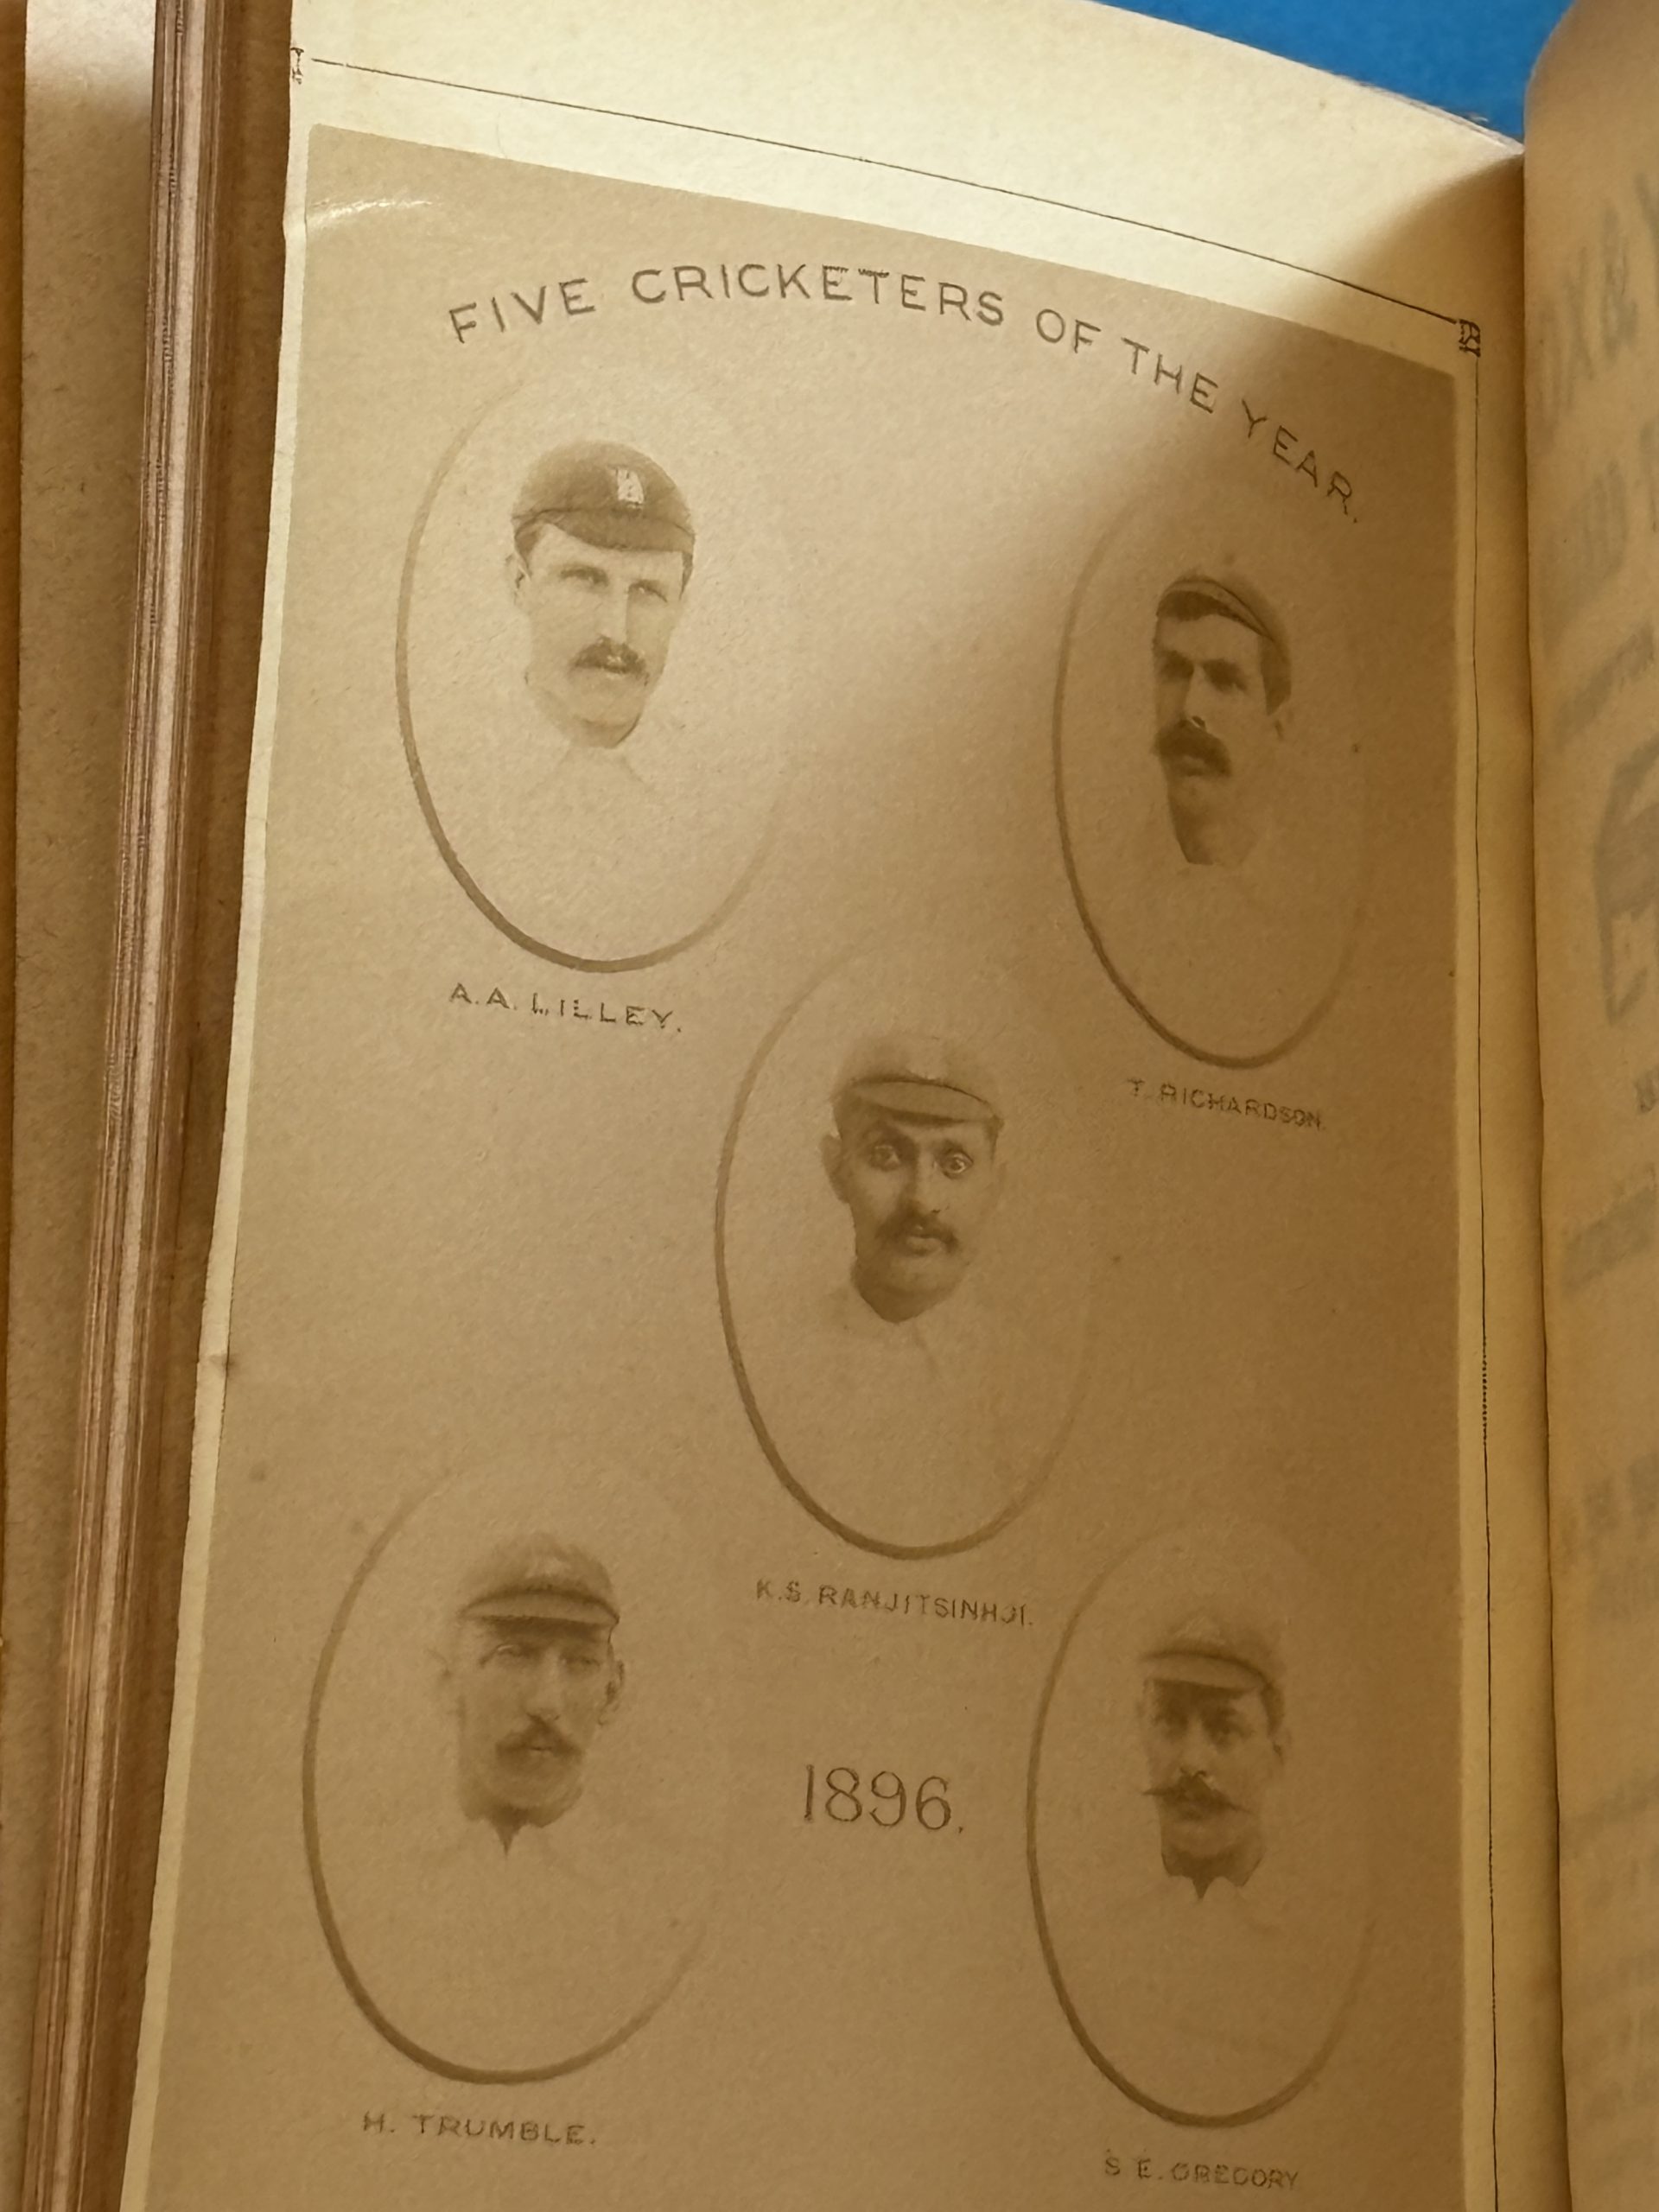 FIVE CRICKETERS OF THE YEAR.
A.A. LILLEY.
T. RICHARDSON.
K.S. RANJITSINHJI.
1896.
H. TRUMBLE.
S E. GREGORY